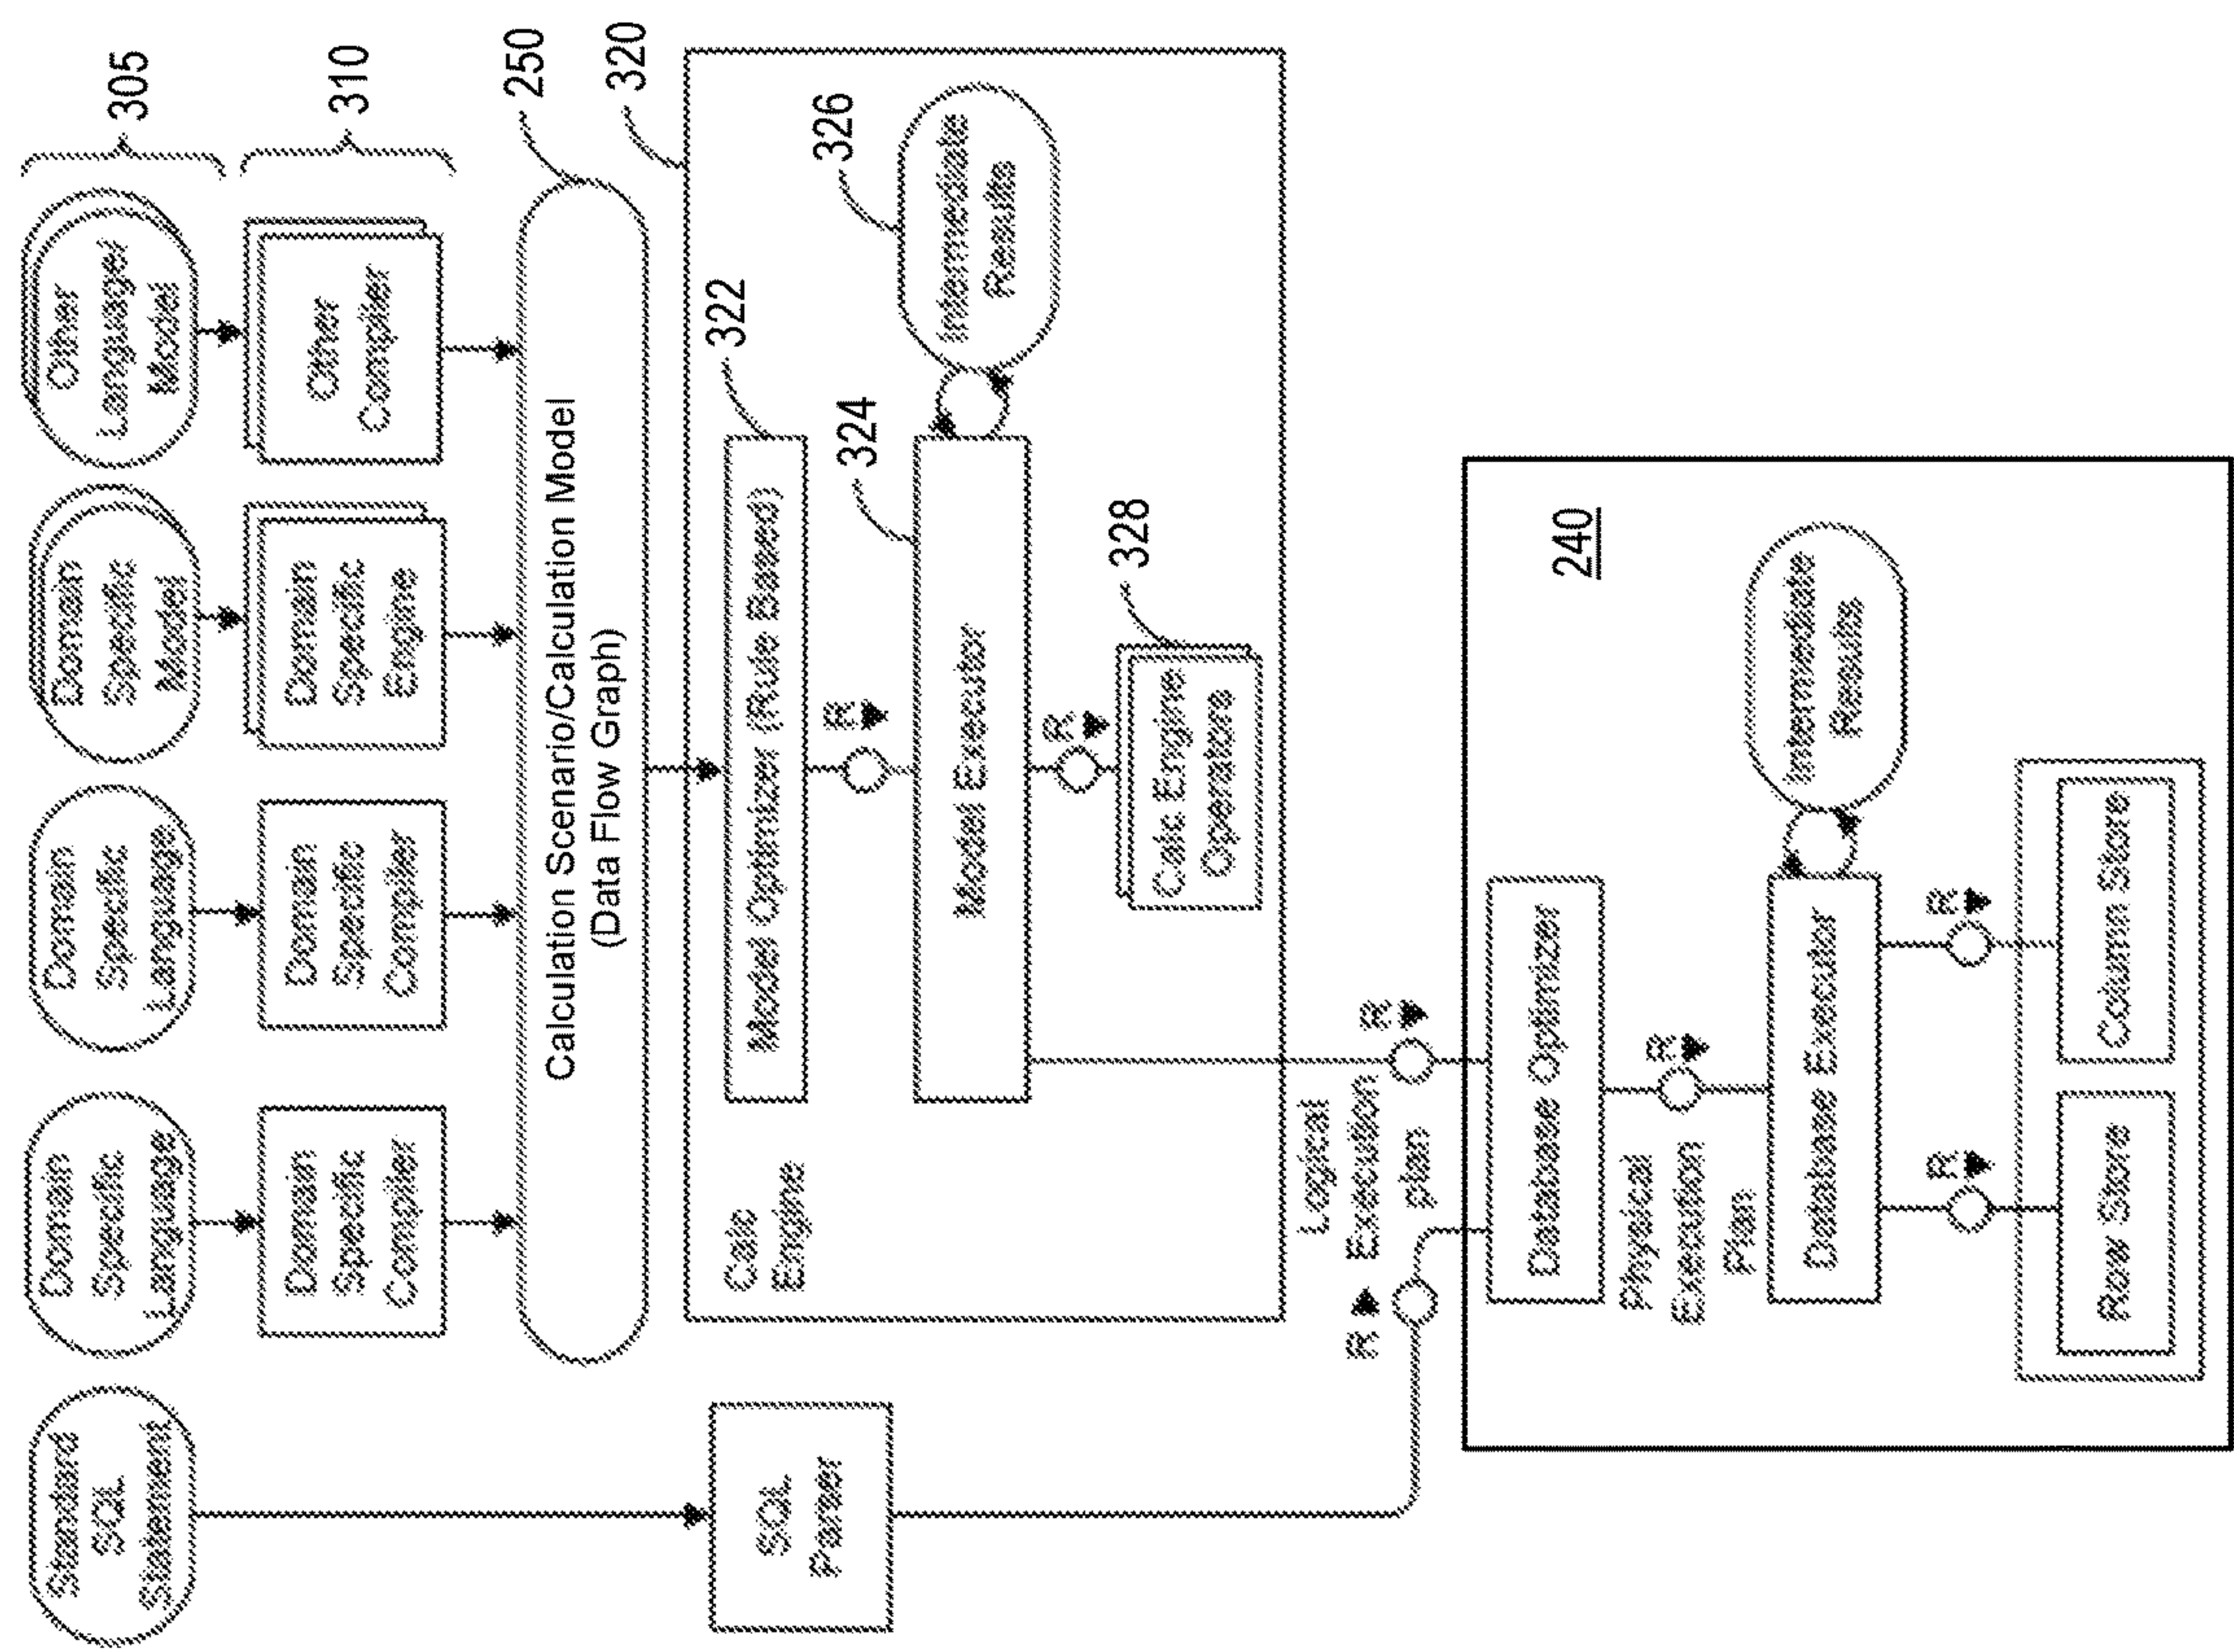 Standard
SQL
Statement
Domain
Specific
Language
Domain
Specific
Language
Domain
Specific
Model
Other
Language/
Model
305
Domain
Specific
Compiler
Domain
Specific
Compiler
Domain
Specific
Engine
Other
Compiler
310
Calculation Scenario/Calculation Model
(Data Flow Graph)
250
320
SQL
Parser
Calc
Engine
Model Optimizer (Rule Based)
322
R
Model Executor
324
Intermediate
Results
326
R
Calc Engine
Operators
328
Logical
Execution
plan
R
R
240
Database Optimizer
Physical
Execution
Plan
R
Database Executor
Intermediate
Results
R
R
Row Store
Column Store